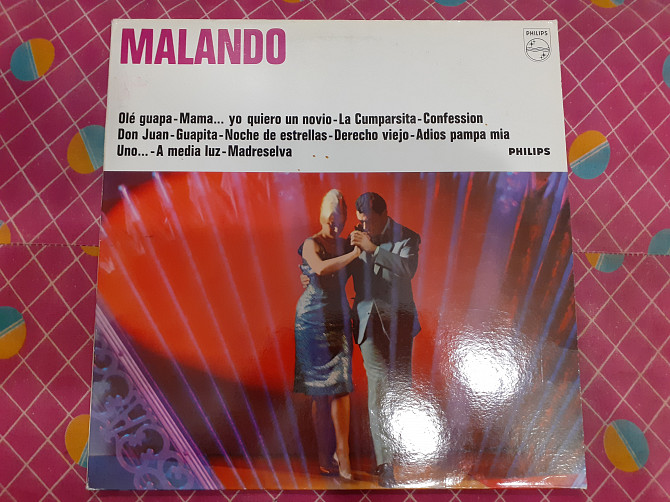 MALANDO
PHILIPS
Olé guapa-Mama... yo quiero un novio-La Cumparsita-Confession
Don Juan-Guapita-Noche de estrellas-Derecho viejo-Adios pampa mia
Uno...-A media luz-Madreselva
PHILIPS